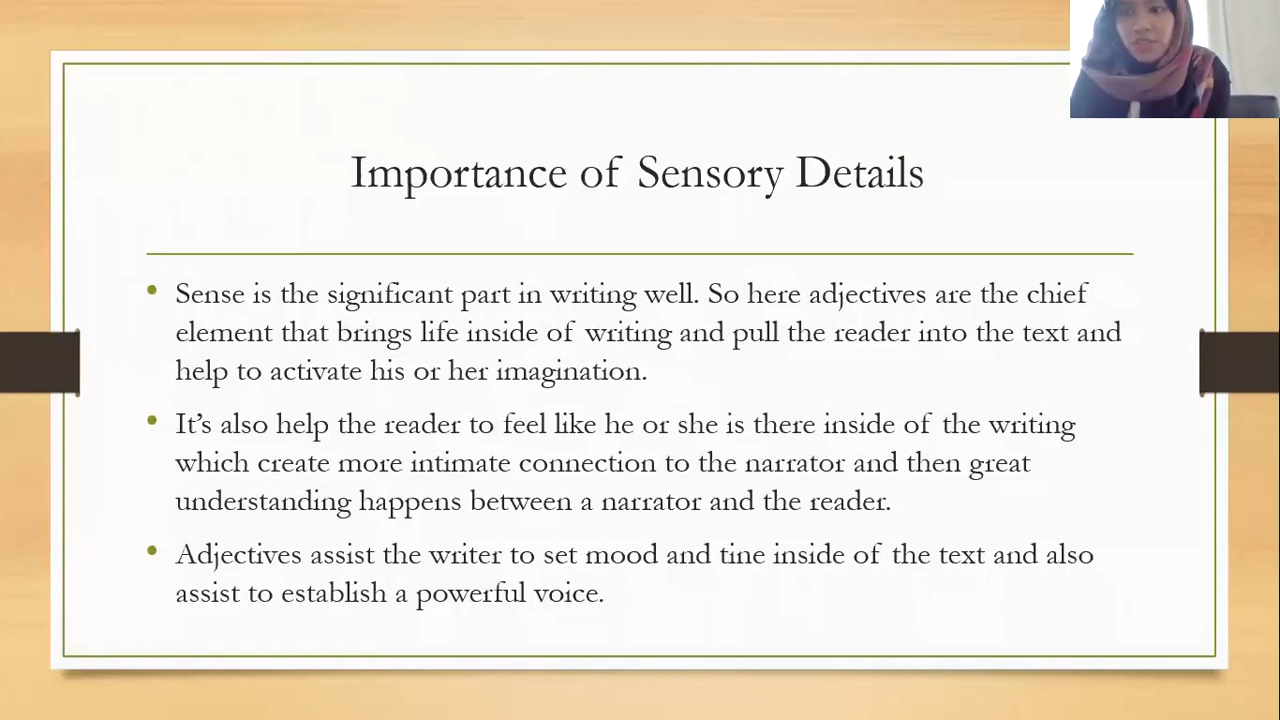 Importance of Sensory Details
• Sense is the significant part in writing well. So here adjectives are the chief
element that brings life inside of writing and pull the reader into the text and
help to activate his or her imagination.
• It’s also help the reader to feel like he or she is there inside of the writing
which create more intimate connection to the narrator and then great
understanding happens between a narrator and the reader.
• Adjectives assist the writer to set mood and tine inside of the text and also
assist to establish a powerful voice.